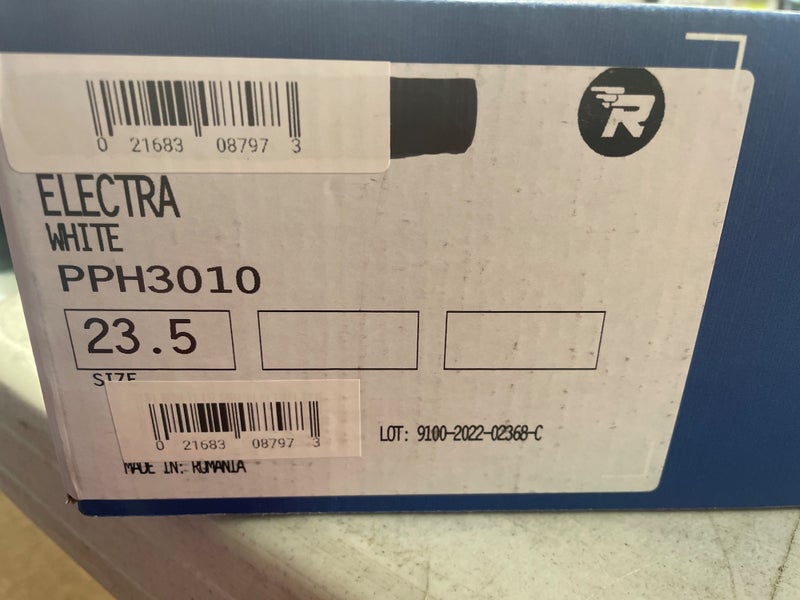 0 21683 08797 3
R
ELECTRA
WHITE
PPH3010
23.5
SIZE
0 21683 08797 3
LOT: 9100-2022-02368-C
MADE IN: ROMANIA